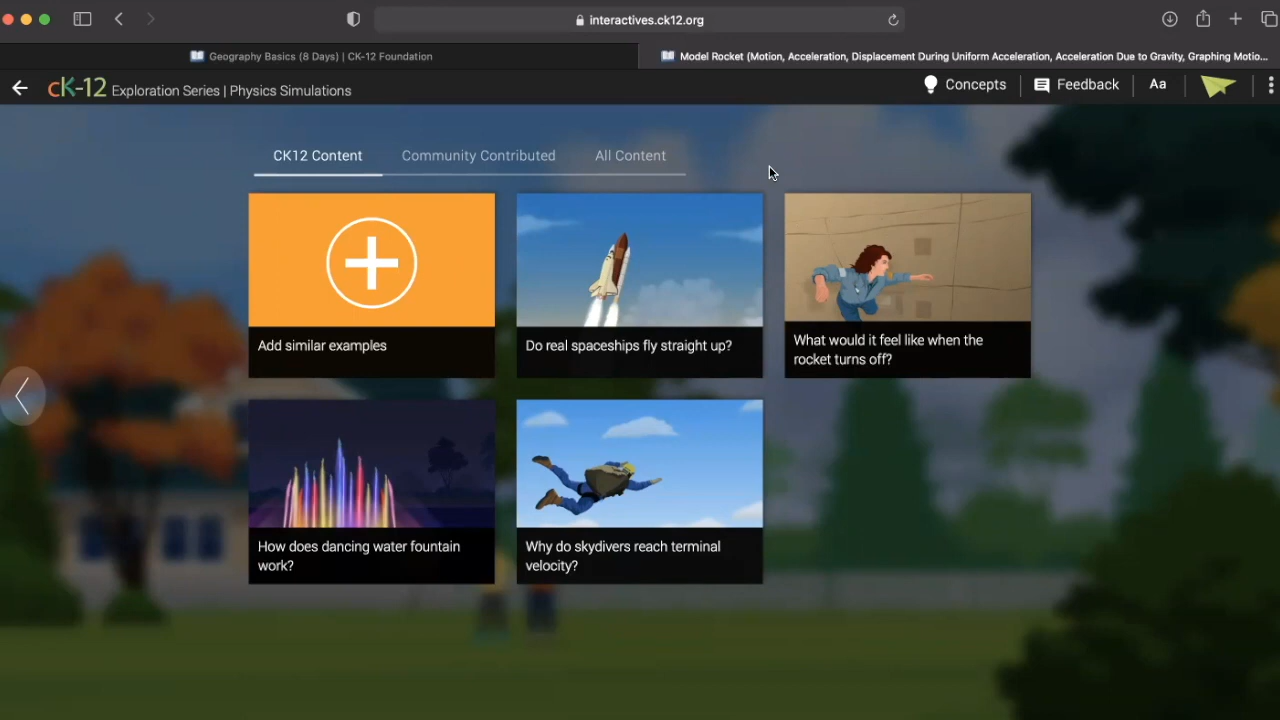 interactives.ck12.org
Geography Basics (8 Days) | CK-12 Foundation
Model Rocket (Motion, Acceleration, Displacement During Uniform Acceleration, Acceleration Due to Gravity, Graphing Motio...
cK-12 Exploration Series | Physics Simulations
Concepts
Feedback
Aa
CK12 Content
Community Contributed
All Content
Add similar examples
Do real spaceships fly straight up?
What would it feel like when the
rocket turns off?
How does dancing water fountain
work?
Why do skydivers reach terminal
velocity?